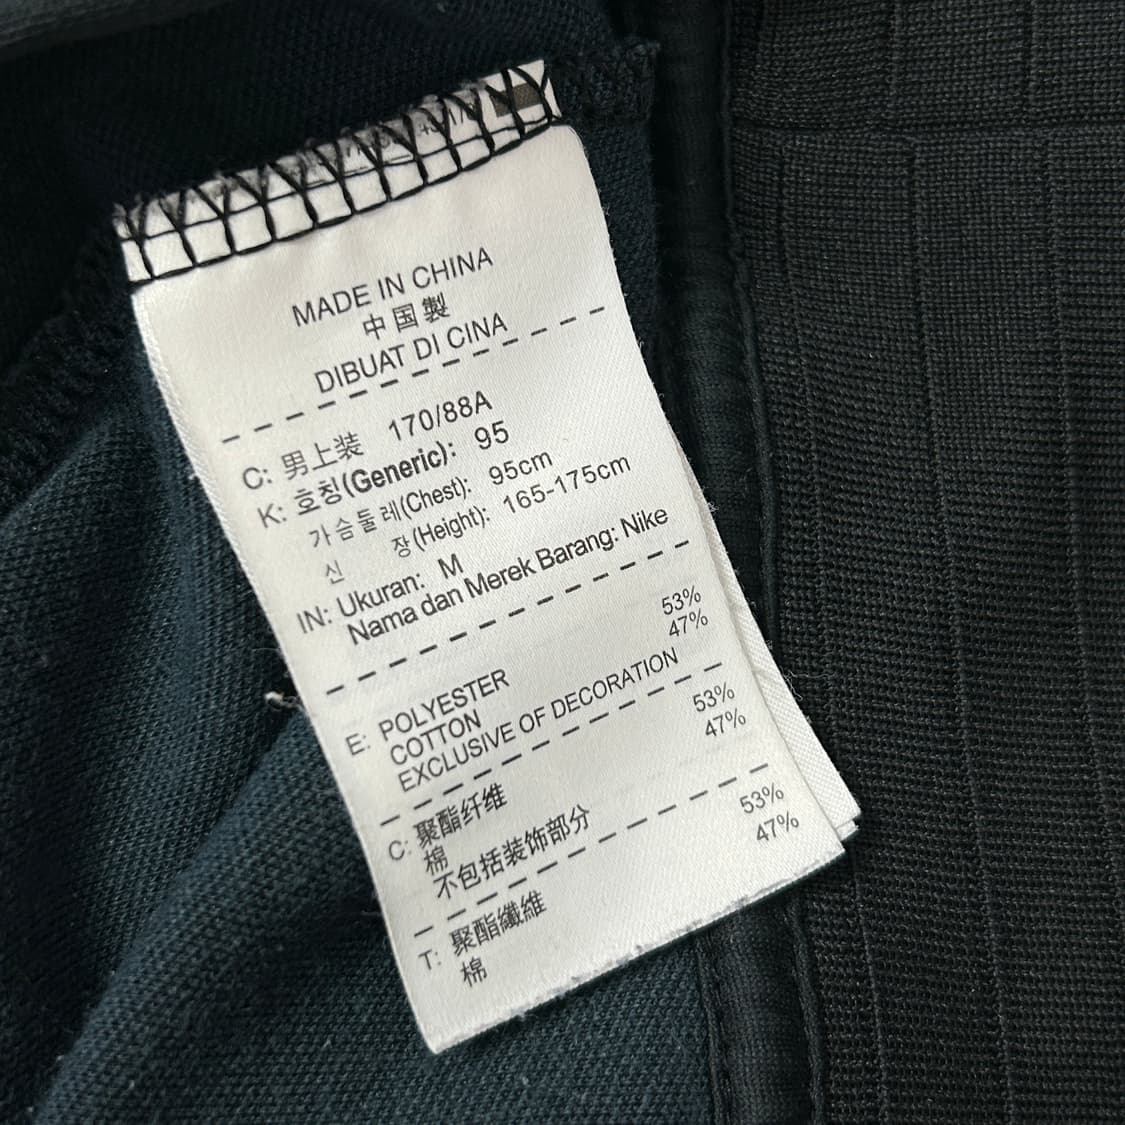 MADE IN CHINA
中国製
DIBUAT DI CINA
C: 男上装 170/88A
K: 호칭(Generic): 95
가슴둘레(Chest): 95cm
신 장(Height): 165-175cm
IN: Ukuran: M
Nama dan Merek Barang: Nike
E: POLYESTER 53%
COTTON 47%
EXCLUSIVE OF DECORATION
C: 聚酯纤维 53%
棉 47%
不包括装饰部分
T: 聚酯纖維 53%
棉 47%